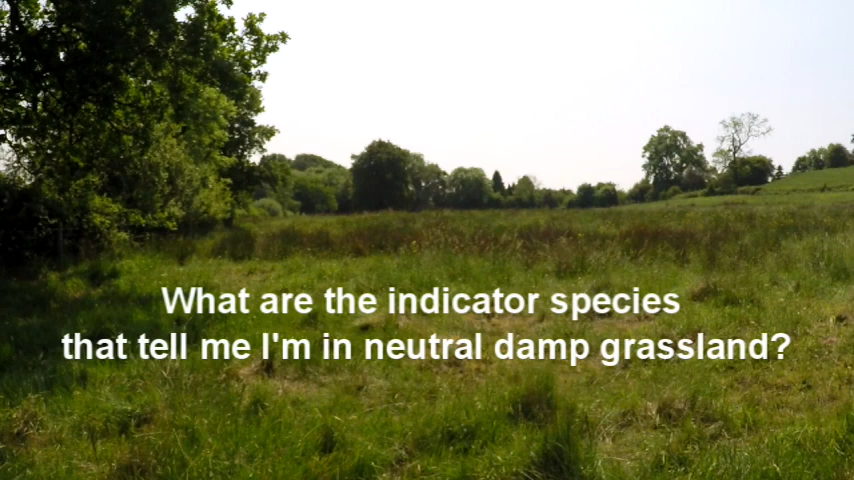 What are the indicator species
that tell me I'm in neutral damp grassland?